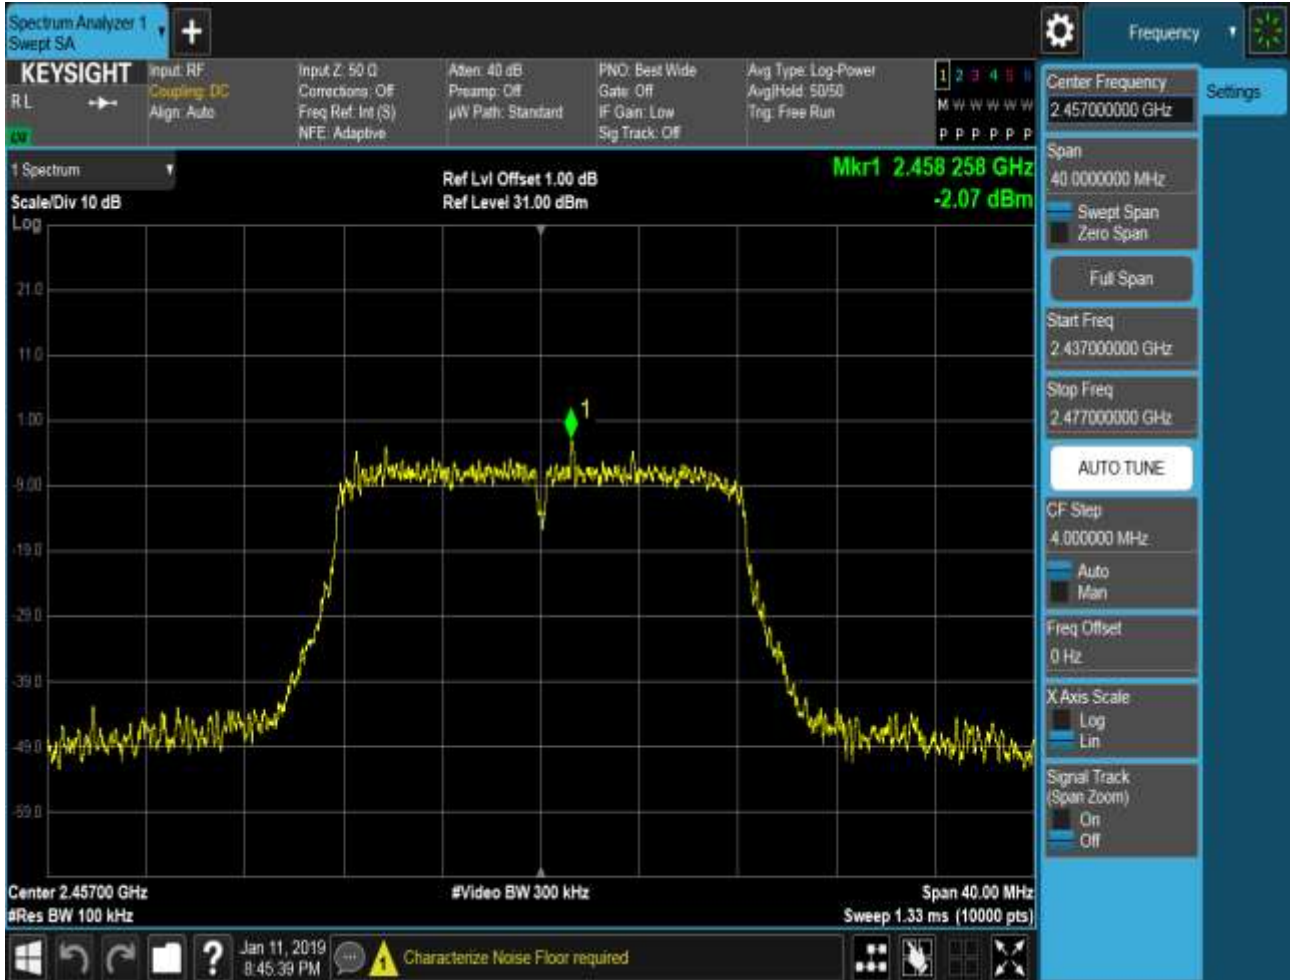 Spectrum Analyzer 1
Swept SA
Frequency
KEYSIGHT
R L
Input: RF
Coupling: DC
Align: Auto
Input Z: 50 Ω
Corrections: Off
Freq Ref: Int (S)
NFE: Adaptive
Atten: 40 dB
Preamp: Off
µW Path: Standard
PNO: Best Wide
Gate: Off
IF Gain: Low
Sig Track: Off
Avg Type: Log-Power
Avg|Hold: 50/50
Trig: Free Run
1 2 3 4 5 6
M W W W W W
P P P P P P
1 Spectrum
Scale/Div 10 dB
Log
Ref Lvl Offset 1.00 dB
Ref Level 31.00 dBm
Mkr1 2.458 258 GHz
-2.07 dBm
21.0
11.0
1.00
-9.00
-19.0
-29.0
-39.0
-49.0
-59.0
1
Center 2.45700 GHz
#Res BW 100 kHz
#Video BW 300 kHz
Span 40.00 MHz
Sweep 1.33 ms (10000 pts)
Center Frequency
2.457000000 GHz
Settings
Span
40.0000000 MHz
Swept Span
Zero Span
Full Span
Start Freq
2.437000000 GHz
Stop Freq
2.477000000 GHz
AUTO TUNE
CF Step
4.000000 MHz
Auto
Man
Freq Offset
0 Hz
X Axis Scale
Log
Lin
Signal Track
(Span Zoom)
On
Off
?
Jan 11, 2019
8:45:39 PM
1
Characterize Noise Floor required